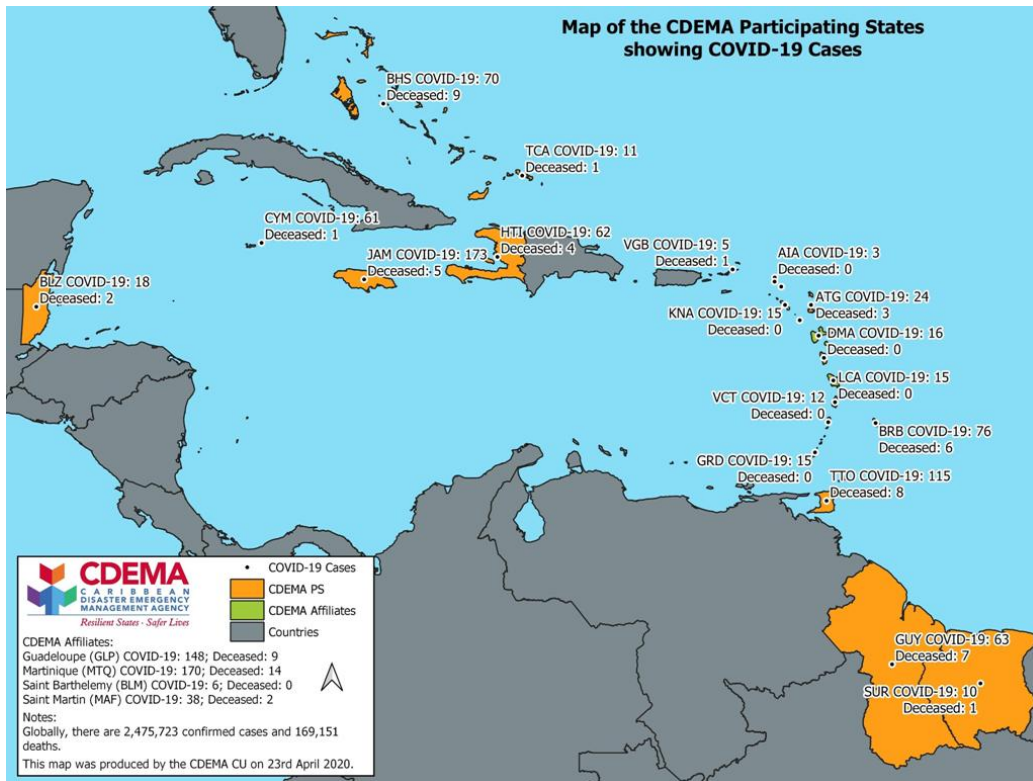 Map of the CDEMA Participating States
showing COVID-19 Cases
BHS COVID-19: 70
Deceased: 9
TCA COVID-19: 11
Deceased: 1
CYM COVID-19: 61
Deceased: 1
HTI COVID-19: 62
Deceased: 4
JAM COVID-19: 173
Deceased: 5
VGB COVID-19: 5
Deceased: 1
AIA COVID-19: 3
Deceased: 0
BLZ COVID-19: 18
Deceased: 2
KNA COVID-19: 15
Deceased: 0
ATG COVID-19: 24
Deceased: 3
DMA COVID-19: 16
Deceased: 0
LCA COVID-19: 15
Deceased: 0
VCT COVID-19: 12
Deceased: 0
BRB COVID-19: 76
Deceased: 6
GRD COVID-19: 15
Deceased: 0
TTO COVID-19: 115
Deceased: 8
GUY COVID-19: 63
Deceased: 7
SUR COVID-19: 10
Deceased: 1
CDEMA
CARIBBEAN
DISASTER EMERGENCY
MANAGEMENT AGENCY
Resilient States - Safer Lives
COVID-19 Cases
CDEMA PS
CDEMA Affiliates
Countries
CDEMA Affiliates:
Guadeloupe (GLP) COVID-19: 148; Deceased: 9
Martinique (MTQ) COVID-19: 170; Deceased: 14
Saint Barthelemy (BLM) COVID-19: 6; Deceased: 0
Saint Martin (MAF) COVID-19: 38; Deceased: 2
Notes:
Globally, there are 2,475,723 confirmed cases and 169,151
deaths.
This map was produced by the CDEMA CU on 23rd April 2020.